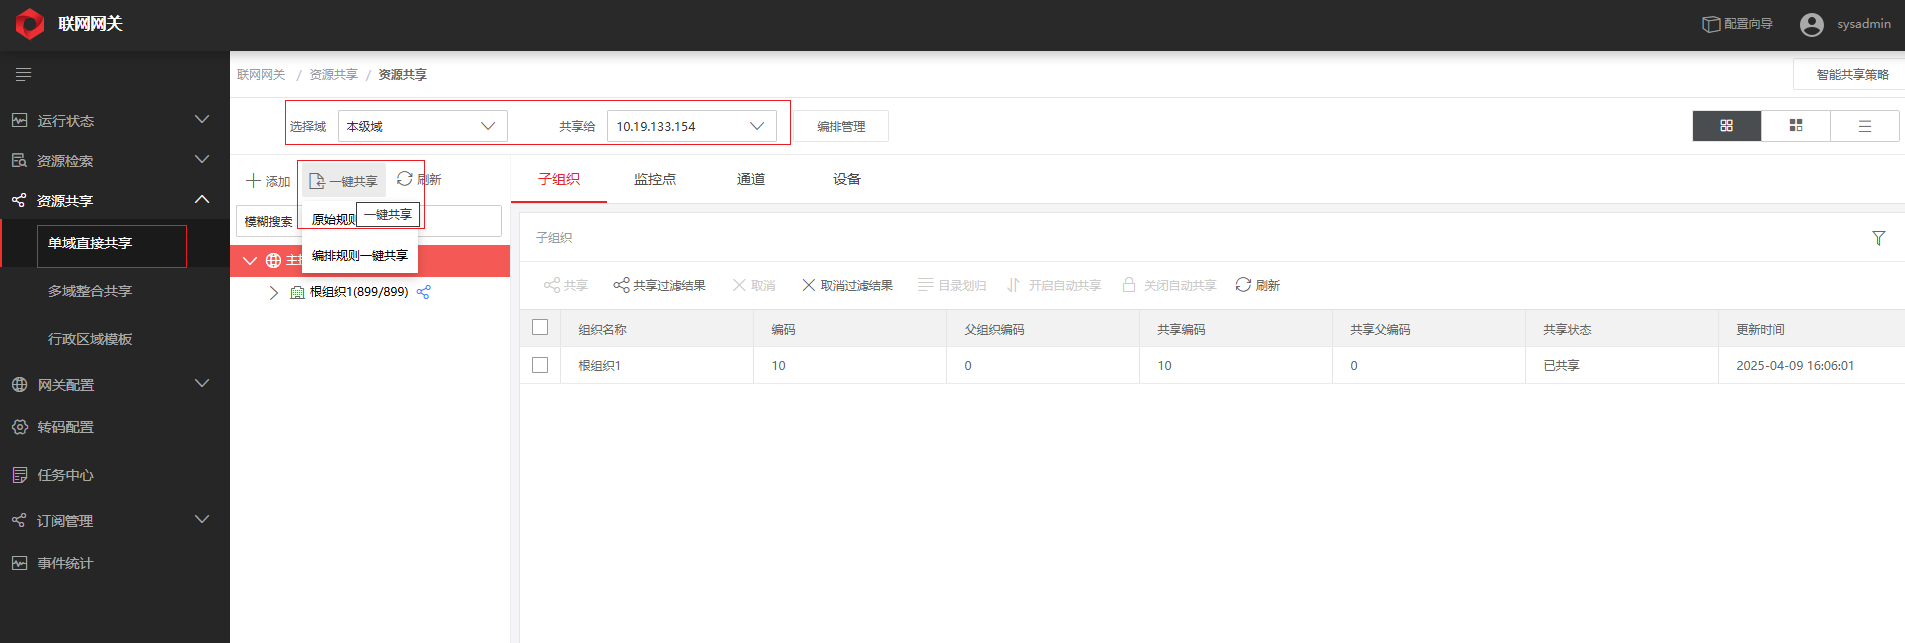 联网网关
配置向导
sysadmin
联网网关 / 资源共享 / 资源共享
智能共享策略
选择域 本级域 共享给 10.19.133.154 编排管理
运行状态
资源检索
资源共享
单域直接共享
多域整合共享
行政区域模板
网关配置
转码配置
任务中心
订阅管理
事件统计
添加 一键共享 刷新
模糊搜索
原始规则
一键共享
编排规则一键共享
主
根组织1(899/899)
子组织 监控点 通道 设备
子组织
共享 共享过滤结果 取消 取消过滤结果 目录划归 开启自动共享 关闭自动共享 刷新
组织名称 编码 父组织编码 共享编码 共享父编码 共享状态 更新时间
根组织1 10 0 10 0 已共享 2025-04-09 16:06:01